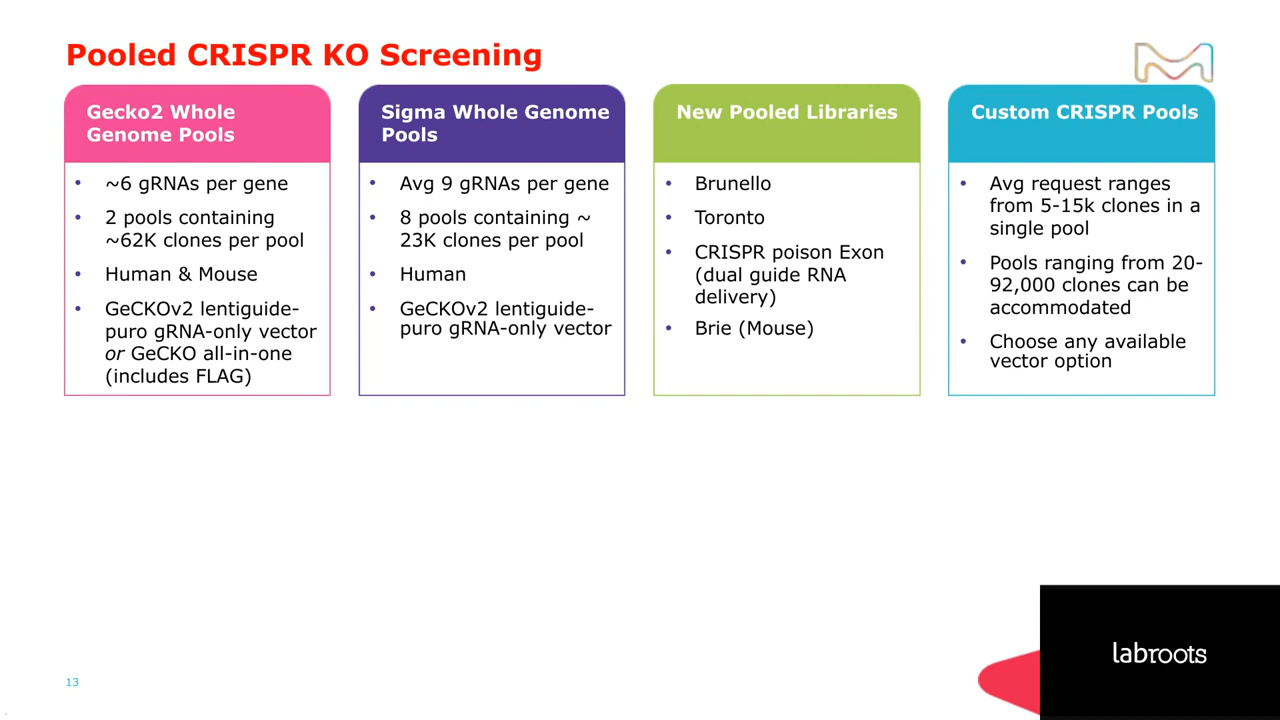 Pooled CRISPR KO Screening
Gecko2 Whole
Genome Pools
• ~6 gRNAs per gene
• 2 pools containing
~62K clones per pool
• Human & Mouse
• GeCKOv2 lentiguide-
puro gRNA-only vector
or GeCKO all-in-one
(includes FLAG)
Sigma Whole Genome
Pools
• Avg 9 gRNAs per gene
• 8 pools containing ~
23K clones per pool
• Human
• GeCKOv2 lentiguide-
puro gRNA-only vector
New Pooled Libraries
• Brunello
• Toronto
• CRISPR poison Exon
(dual guide RNA
delivery)
• Brie (Mouse)
Custom CRISPR Pools
• Avg request ranges
from 5-15k clones in a
single pool
• Pools ranging from 20-
92,000 clones can be
accommodated
• Choose any available
vector option
labroots
13